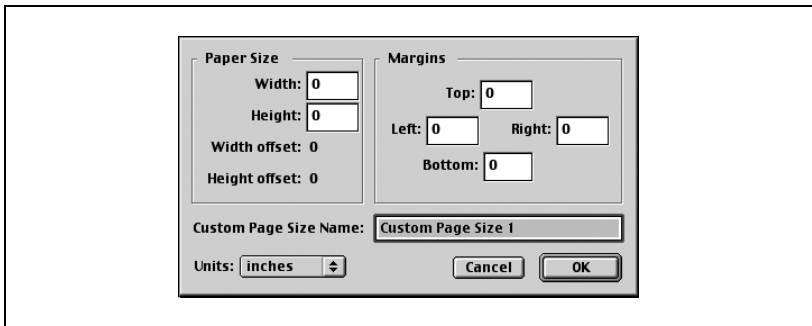 Paper Size
Width: 0
Height: 0
Width offset: 0
Height offset: 0
Margins
Top: 0
Left: 0 Right: 0
Bottom: 0
Custom Page Size Name: Custom Page Size 1
Units: inches Cancel OK